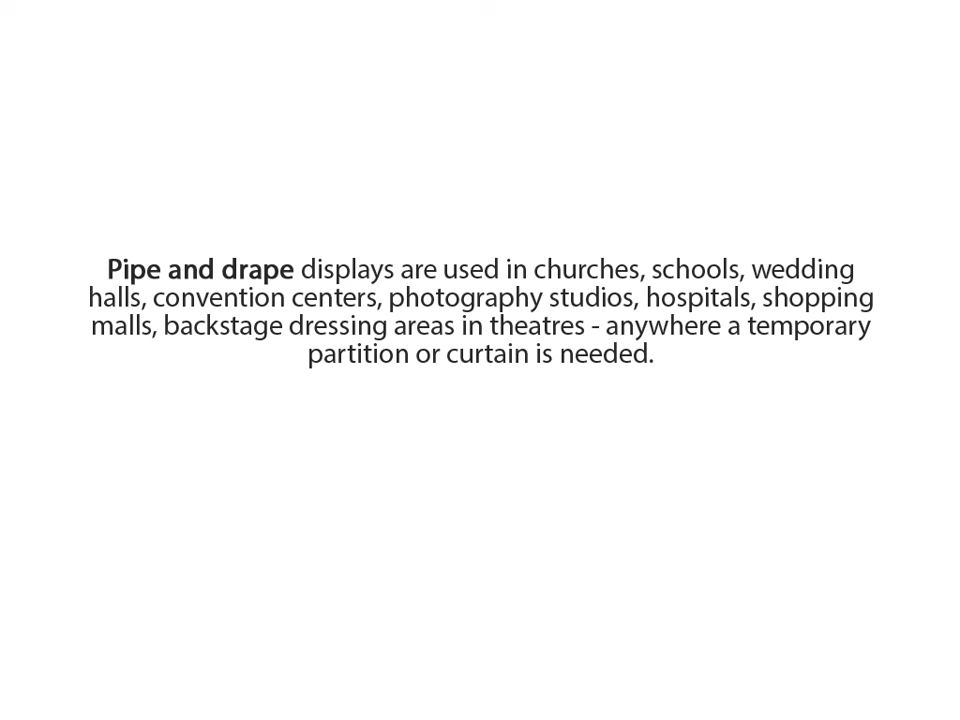 Pipe and drape displays are used in churches, schools, wedding
halls, convention centers, photography studios, hospitals, shopping
malls, backstage dressing areas in theatres - anywhere a temporary
partition or curtain is needed.